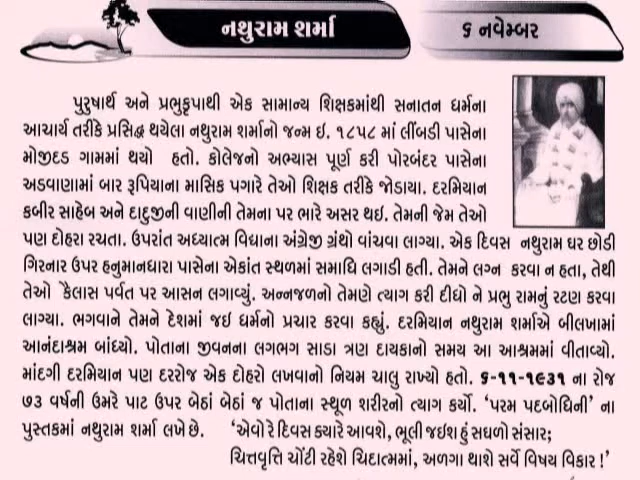 નથુરામ શર્મા
૬ નવેમ્બર
પુરુષાર્થ અને પ્રભુકૃપાથી એક સામાન્ય શિક્ષકમાંથી સનાતન ધર્મના
આચાર્ય તરીકે પ્રસિદ્ધ થયેલા નથુરામ શર્માનો જન્મ ઇ. ૧૮૫૮ માં લીંબડી પાસેના
મોજીદડ ગામમાં થયો હતો. કોલેજનો અભ્યાસ પૂર્ણ કરી પોરબંદર પાસેના
અડવાણામાં બાર રૂપિયાના માસિક પગારે તેઓ શિક્ષક તરીકે જોડાયા. દરમિયાન
કબીર સાહેબ અને દાદુજીની વાણીની તેમના પર ભારે અસર થઇ. તેમની જેમ તેઓ
પણ દોહરા રચતા. ઉપરાંત અધ્યાત્મ વિદ્યાના અંગ્રેજી ગ્રંથો વાંચવા લાગ્યા. એક દિવસ નથુરામ ઘર છોડી
ગિરનાર ઉપર હનુમાનધારા પાસેના એકાંત સ્થળમાં સમાધિ લગાડી હતી. તેમને લગ્ન કરવા ન હતા, તેથી
તેઓ કૈલાસ પર્વત પર આસન લગાવ્યું. અન્નજળનો તેમણે ત્યાગ કરી દીધો ને પ્રભુ રામનું રટણ કરવા
લાગ્યા. ભગવાને તેમને દેશમાં જઇ ધર્મનો પ્રચાર કરવા કહ્યું. દરમિયાન નથુરામ શર્માએ બીલખામાં
આનંદાશ્રમ બાંધ્યો. પોતાના જીવનના લગભગ સાડા ત્રણ દાયકાનો સમય આ આશ્રમમાં વીતાવ્યો.
માંદગી દરમિયાન પણ દરરોજ એક દોહરો લખવાનો નિયમ ચાલુ રાખ્યો હતો. ૬-૧૧-૧૯૩૧ ના રોજ
૭૩ વર્ષની ઉમરે પાટ ઉપર બેઠાં બેઠાં જ પોતાના સ્થૂળ શરીરનો ત્યાગ કર્યો. ‘પરમ પદબોધિની’ ના
પુસ્તકમાં નથુરામ શર્મા લખે છે. ‘એવો રે દિવસ ક્યારે આવશે, ભૂલી જઇશ હું સઘળો સંસાર;
ચિત્તવૃત્તિ ચોંટી રહેશે ચિદાત્મમાં, અળગા થાશે સર્વે વિષય વિકાર !’